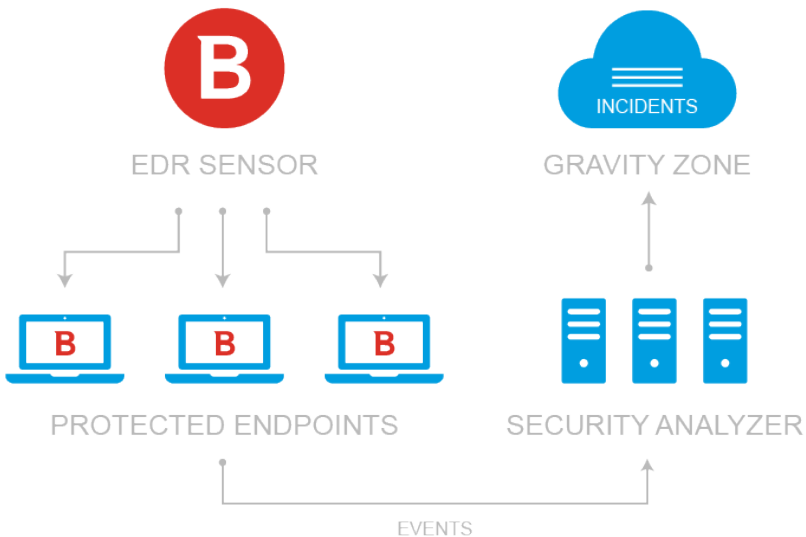 B
INCIDENTS
EDR SENSOR
GRAVITY ZONE
B
B
B
PROTECTED ENDPOINTS
SECURITY ANALYZER
EVENTS